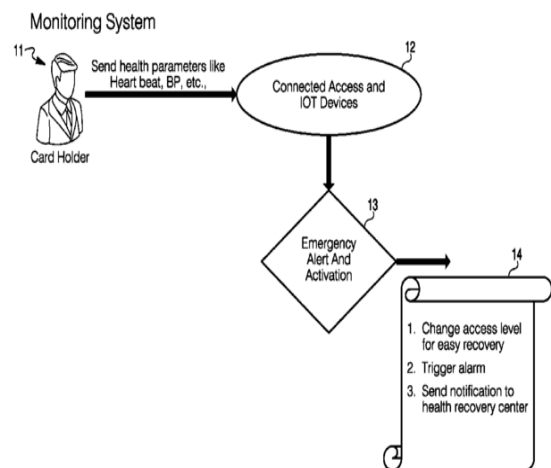 Monitoring System
11
Send health parameters like
Heart beat, BP, etc.,
Card Holder
12
Connected Access and
IOT Devices
13
Emergency
Alert And
Activation
14
1. Change access level
for easy recovery
2. Trigger alarm
3. Send notification to
health recovery center